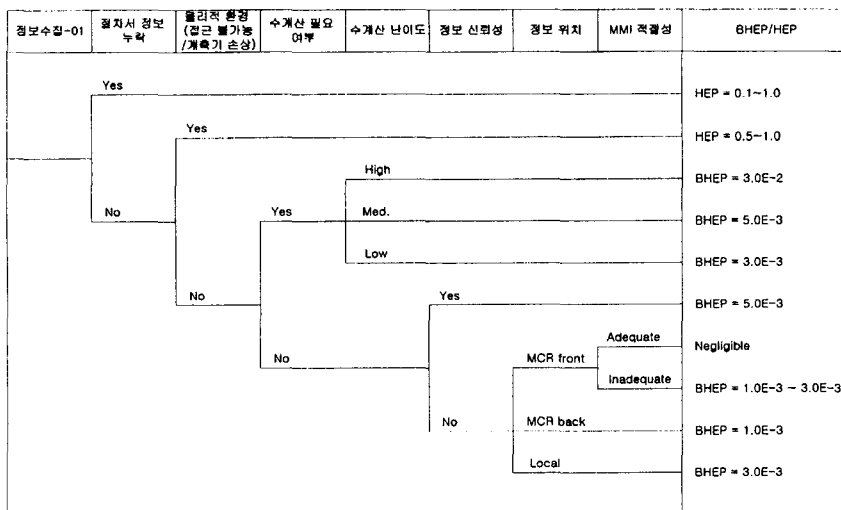 정보수집-01
절차서 정보
누락
물리적 환경
(접근 불가능
/계측기 손상)
수계산 필요
여부
수계산 난이도
정보 신뢰성
정보 위치
MMI 적절성
BHEP/HEP
Yes
HEP = 0.1~1.0
Yes
HEP = 0.5~1.0
High
BHEP = 3.0E-2
No
Yes
Med.
BHEP = 5.0E-3
Low
BHEP = 3.0E-3
No
Yes
BHEP = 5.0E-3
Adequate
Negligible
No
MCR front
Inadequate
BHEP = 1.0E-3 ~ 3.0E-3
No
MCR back
BHEP = 1.0E-3
Local
BHEP = 3.0E-3